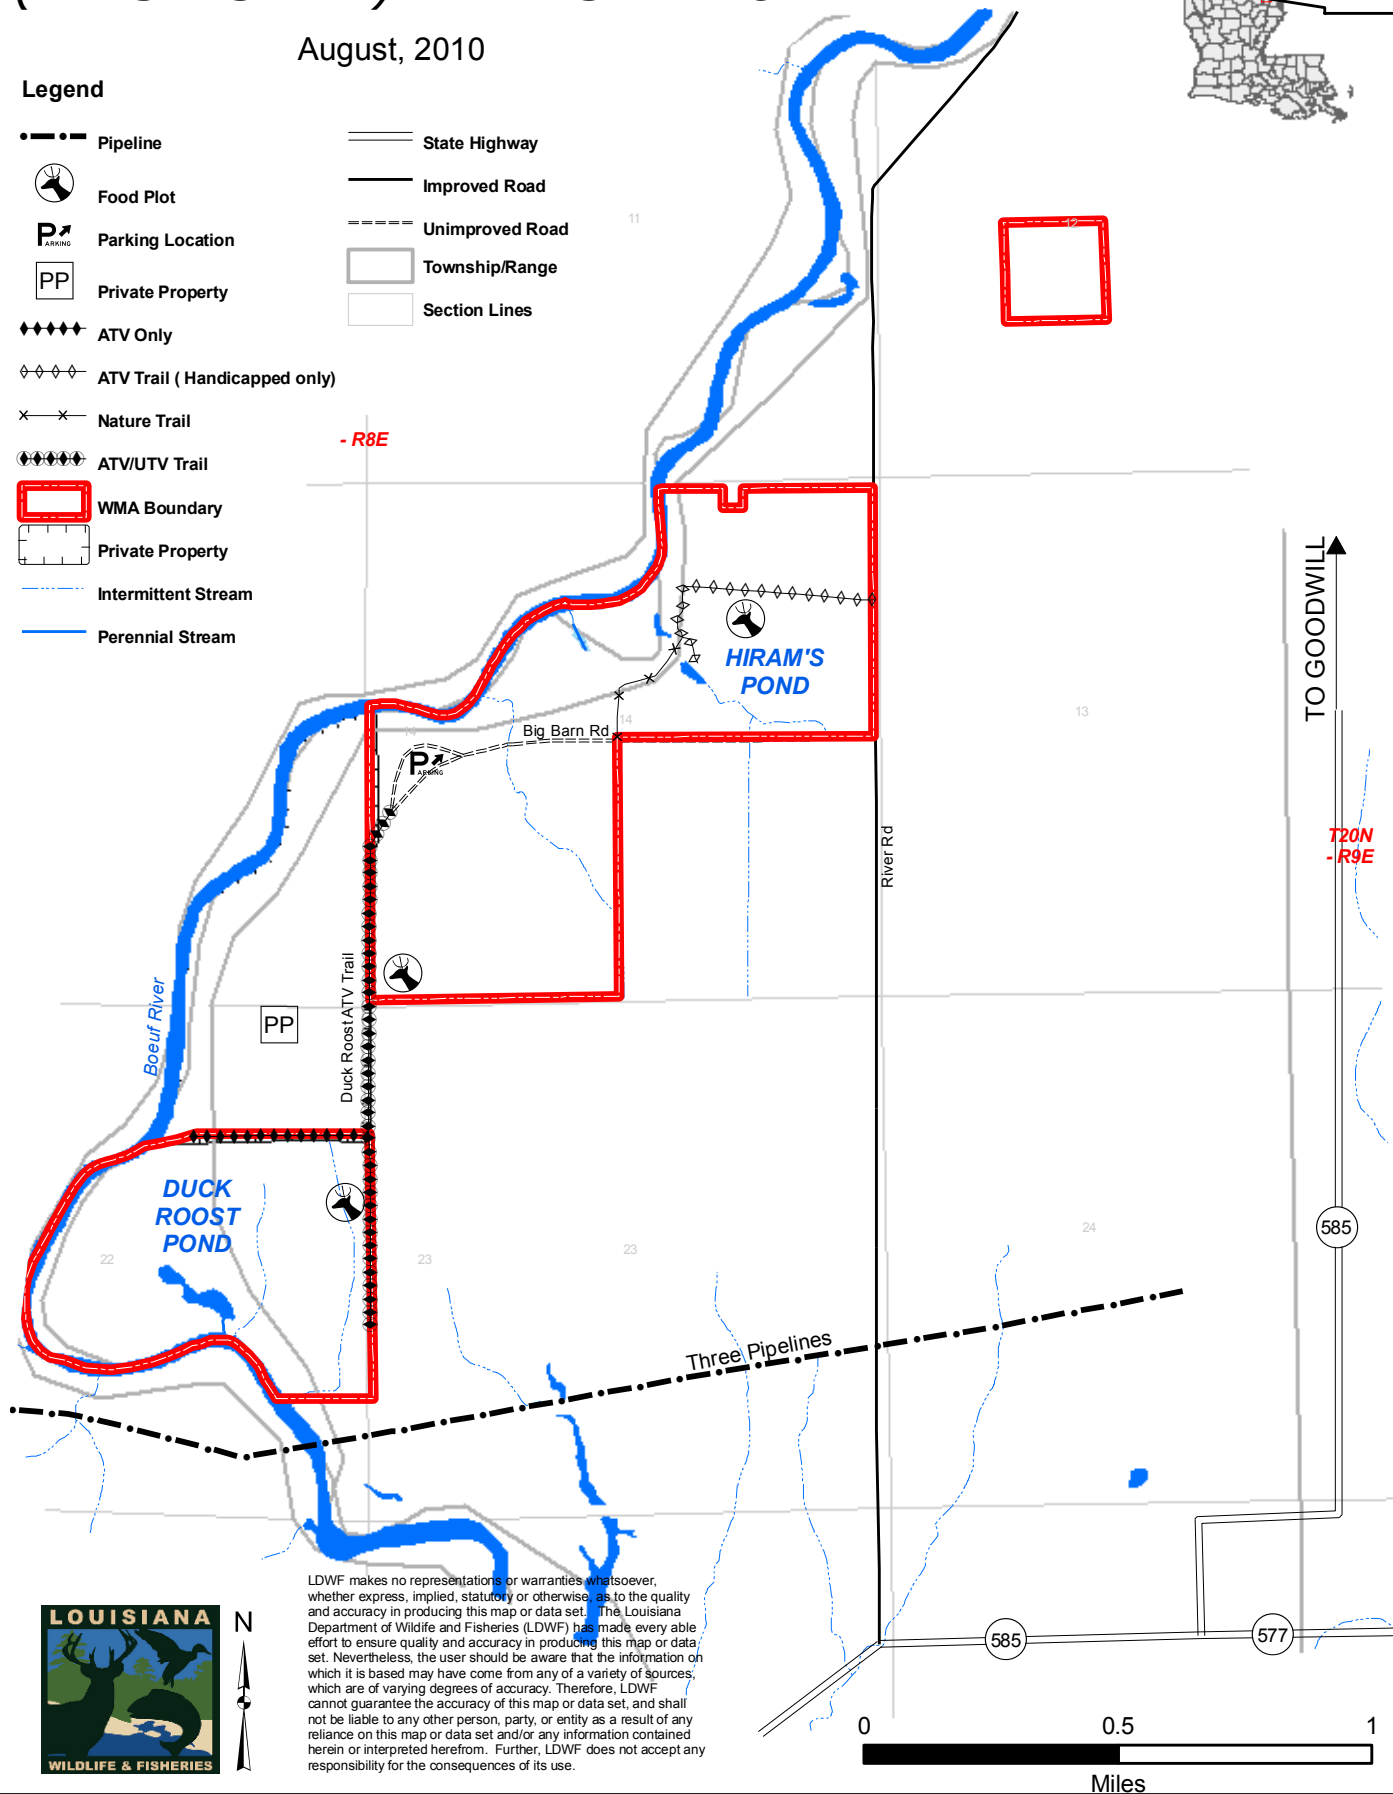 August, 2010
Legend
Pipeline
Food Plot
P
ARKING
Parking Location
PP
Private Property
ATV Only
ATV Trail ( Handicapped only)
Nature Trail
ATV/UTV Trail
WMA Boundary
Private Property
Intermittent Stream
Perennial Stream
State Highway
Improved Road
Unimproved Road
Township/Range
Section Lines
11
12
- R8E
TO GOODWILL
HIRAM'S
POND
14
14
13
Big Barn Rd
P
ARKING
River Rd
T20N
- R9E
Duck Roost ATV Trail
Boeuf River
PP
DUCK
ROOST
POND
22
23
23
24
585
Three Pipelines
585
577
LOUISIANA
WILDLIFE & FISHERIES
N
LDWF makes no representations or warranties whatsoever,
whether express, implied, statutory or otherwise, as to the quality
and accuracy in producing this map or data set. The Louisiana
Department of Wildife and Fisheries (LDWF) has made every able
effort to ensure quality and accuracy in producing this map or data
set. Nevertheless, the user should be aware that the information on
which it is based may have come from any of a variety of sources,
which are of varying degrees of accuracy. Therefore, LDWF
cannot guarantee the accuracy of this map or data set, and shall
not be liable to any other person, party, or entity as a result of any
reliance on this map or data set and/or any information contained
herein or interpreted herefrom. Further, LDWF does not accept any
responsibility for the consequences of its use.
0 0.5 1
Miles